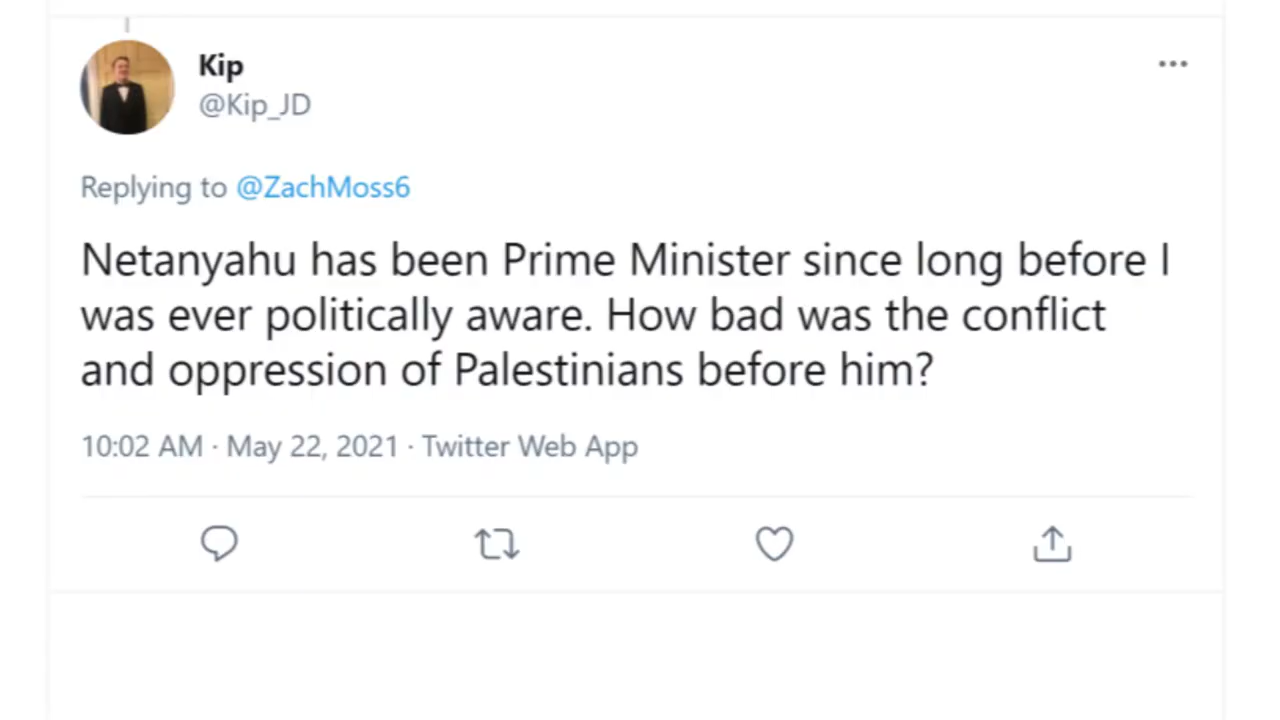 Kip
@Kip_JD
Replying to @ZachMoss6
Netanyahu has been Prime Minister since long before I
was ever politically aware. How bad was the conflict
and oppression of Palestinians before him?
10:02 AM · May 22, 2021 · Twitter Web App